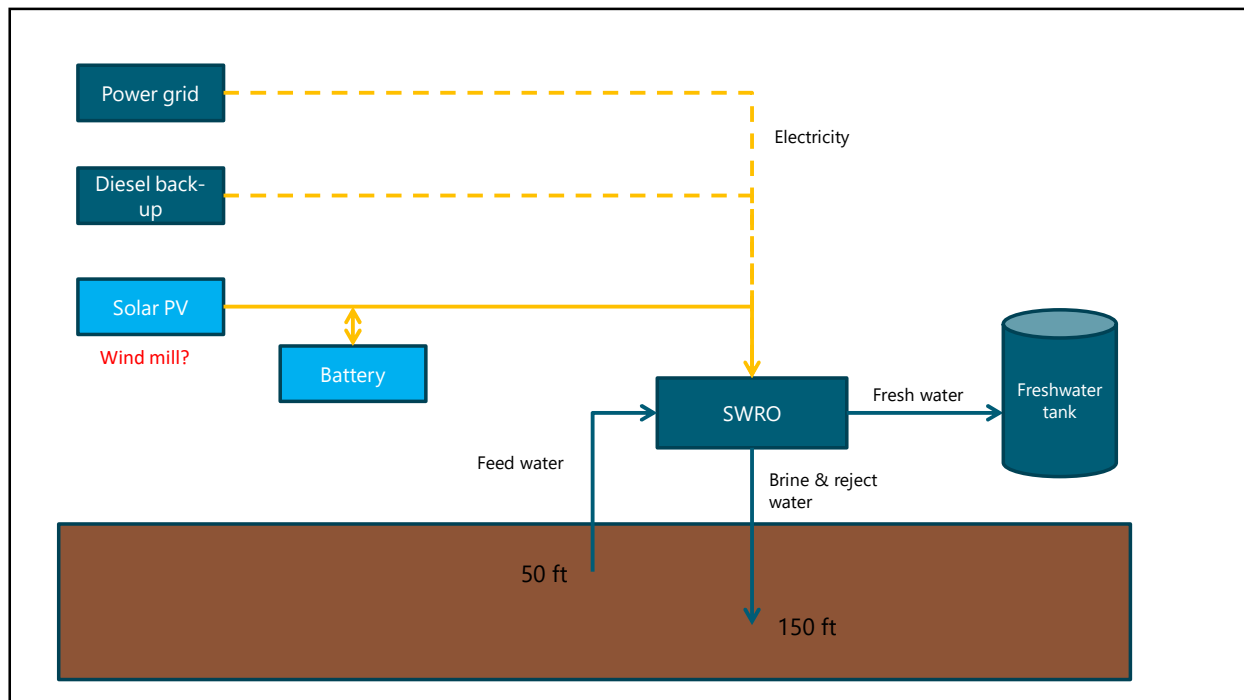 Power grid
Electricity
Diesel back-
up
Solar PV
Wind mill?
Battery
SWRO
Fresh water
Freshwater
tank
Feed water
Brine & reject
water
50 ft
150 ft